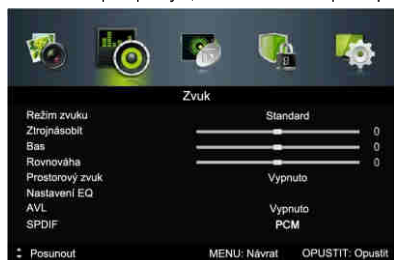 Zvuk
Režim zvuku Standard
Ztrojnásobit 0
Bas 0
Rovnováha 0
Prostorový zvuk Vypnuto
Nastavení EQ
AVL Vypnuto
SPDIF PCM
Posunout MENU: Návrat OPUSTIT: Opustit